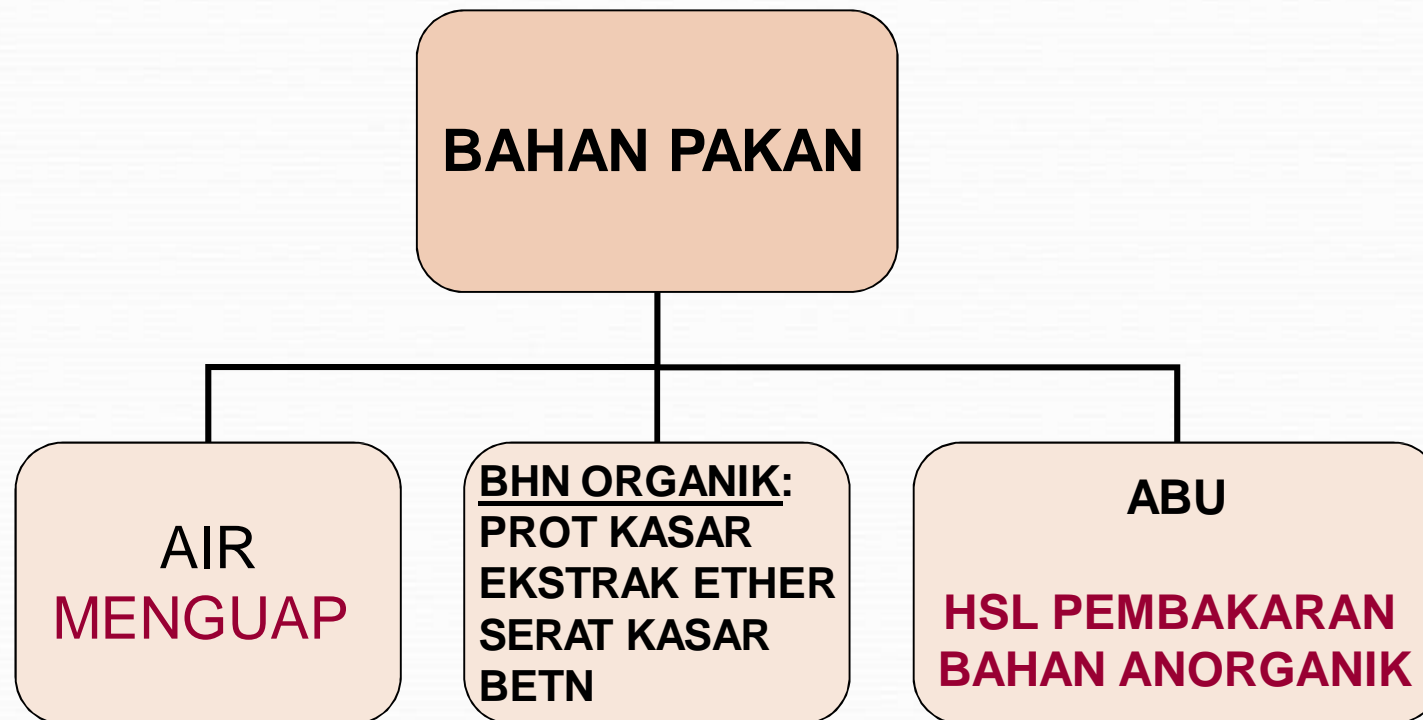 BAHAN PAKAN
AIR
MENGUAP
BHN ORGANIK:
PROT KASAR
EKSTRAK ETHER
SERAT KASAR
BETN
ABU
HSL PEMBAKARAN
BAHAN ANORGANIK